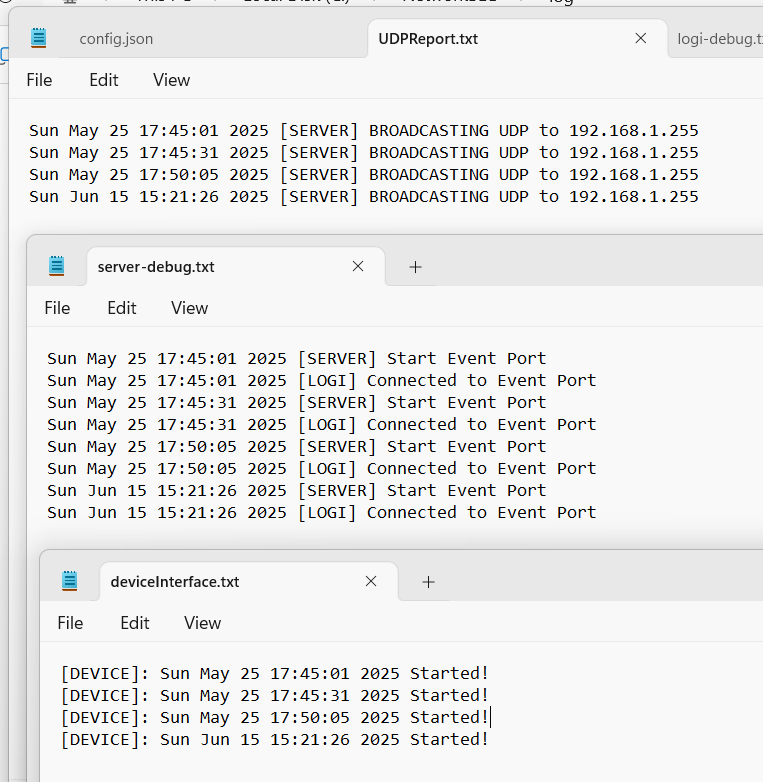 config.json
UDPReport.txt
logi-debug.t
File Edit View
Sun May 25 17:45:01 2025 [SERVER] BROADCASTING UDP to 192.168.1.255
Sun May 25 17:45:31 2025 [SERVER] BROADCASTING UDP to 192.168.1.255
Sun May 25 17:50:05 2025 [SERVER] BROADCASTING UDP to 192.168.1.255
Sun Jun 15 15:21:26 2025 [SERVER] BROADCASTING UDP to 192.168.1.255
server-debug.txt
File Edit View
Sun May 25 17:45:01 2025 [SERVER] Start Event Port
Sun May 25 17:45:01 2025 [LOGI] Connected to Event Port
Sun May 25 17:45:31 2025 [SERVER] Start Event Port
Sun May 25 17:45:31 2025 [LOGI] Connected to Event Port
Sun May 25 17:50:05 2025 [SERVER] Start Event Port
Sun May 25 17:50:05 2025 [LOGI] Connected to Event Port
Sun Jun 15 15:21:26 2025 [SERVER] Start Event Port
Sun Jun 15 15:21:26 2025 [LOGI] Connected to Event Port
deviceInterface.txt
File Edit View
[DEVICE]: Sun May 25 17:45:01 2025 Started!
[DEVICE]: Sun May 25 17:45:31 2025 Started!
[DEVICE]: Sun May 25 17:50:05 2025 Started!
[DEVICE]: Sun Jun 15 15:21:26 2025 Started!